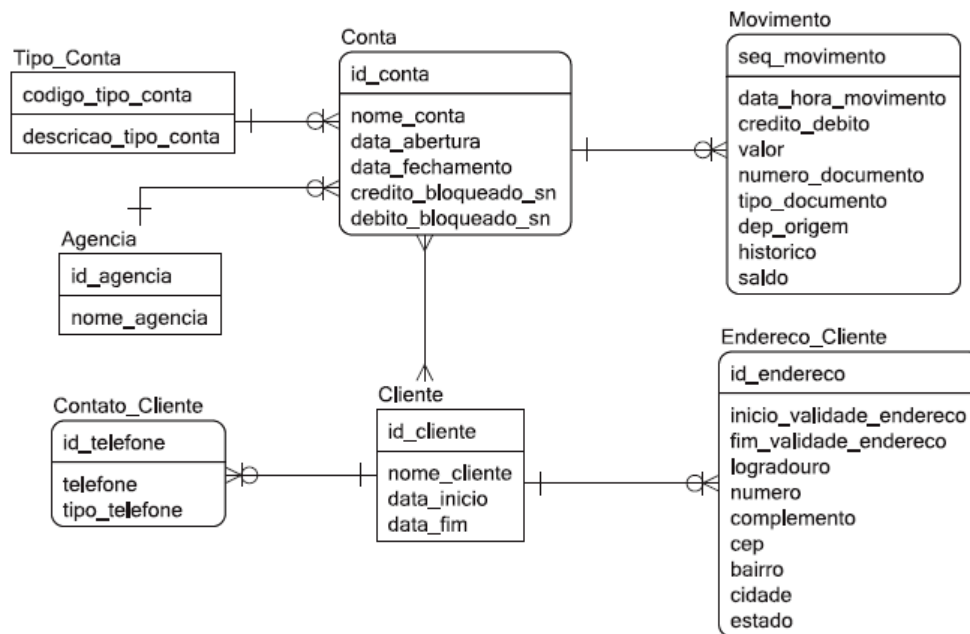 Tipo_Conta
codigo_tipo_conta
descricao_tipo_conta
Conta
id_conta
nome_conta
data_abertura
data_fechamento
credito_bloqueado_sn
debito_bloqueado_sn
Movimento
seq_movimento
data_hora_movimento
credito_debito
valor
numero_documento
tipo_documento
dep_origem
historico
saldo
Agencia
id_agencia
nome_agencia
Contato_Cliente
id_telefone
telefone
tipo_telefone
Cliente
id_cliente
nome_cliente
data_inicio
data_fim
Endereco_Cliente
id_endereco
inicio_validade_endereco
fim_validade_endereco
logradouro
numero
complemento
cep
bairro
cidade
estado